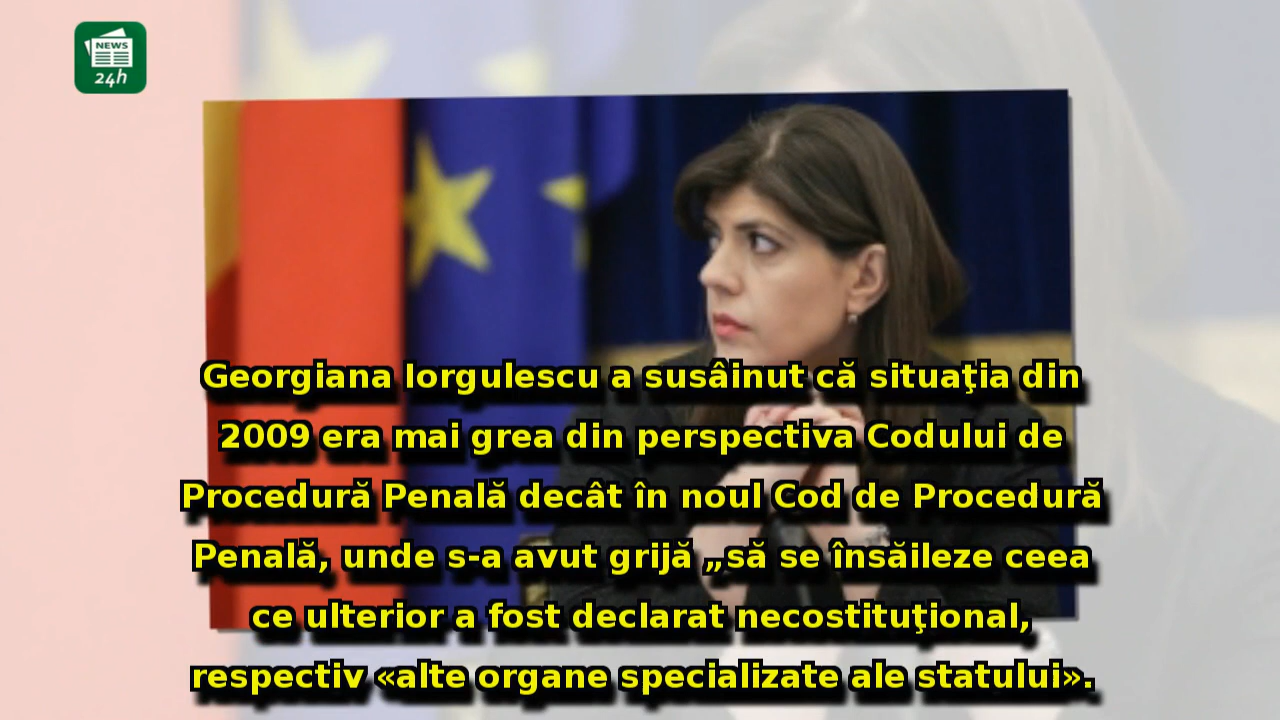 NEWS
24h
Georgiana Iorgulescu a susâinut că situaţia din
2009 era mai grea din perspectiva Codului de
Procedură Penală decât în noul Cod de Procedură
Penală, unde s-a avut grijă „să se însăileze ceea
ce ulterior a fost declarat necostituţional,
respectiv «alte organe specializate ale statului».